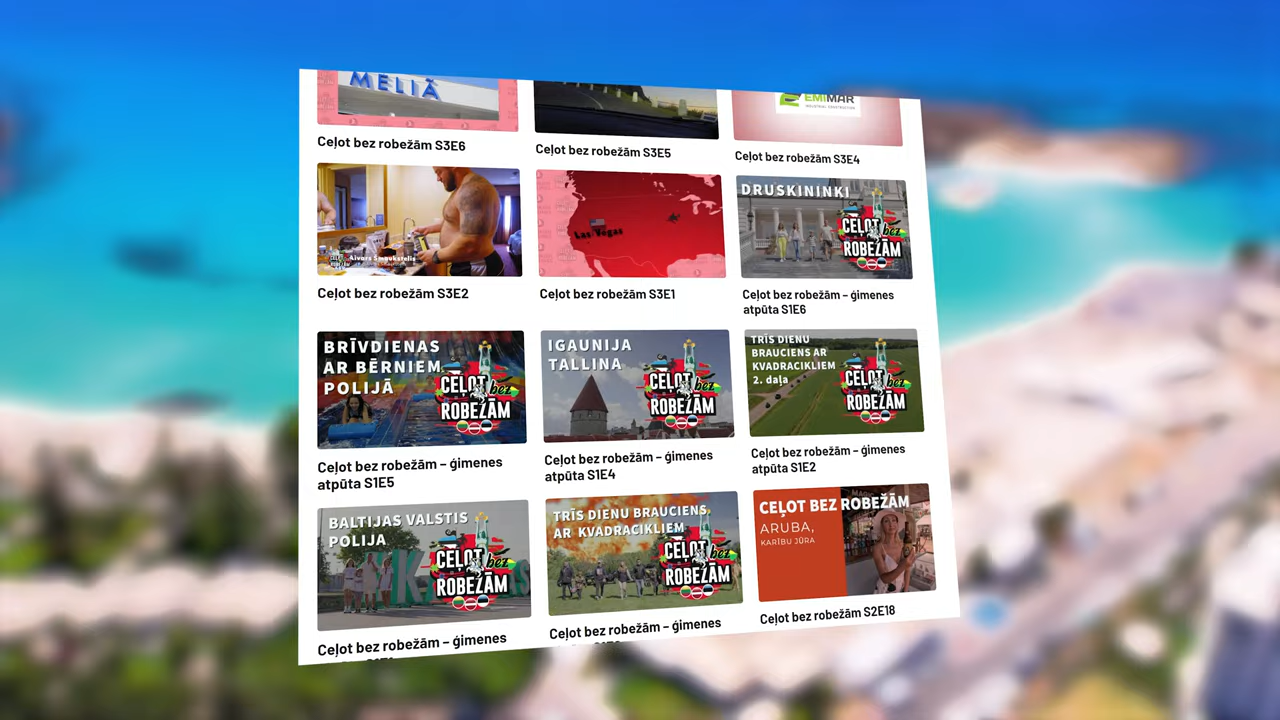 MELIÃ
EMIMAR
Ceļot bez robežām S3E6
Ceļot bez robežām S3E5
Ceļot bez robežām S3E4
Aivars Šmaukstelis
Las Vegas
DRUSKININKI
CEĻOT bez
ROBEŽĀM
Ceļot bez robežām S3E2
Ceļot bez robežām S3E1
Ceļot bez robežām – ģimenes
atpūta S1E6
BRĪVDIENAS
AR BĒRNIEM
POLIJĀ
CEĻOT bez
ROBEŽĀM
IGAUNIJA
TALLINA
CEĻOT bez
ROBEŽĀM
TRĪS DIENU
BRAUCIENS AR
KVADRACIKLIEM
2. daļa
CEĻOT bez
ROBEŽĀM
Ceļot bez robežām – ģimenes
atpūta S1E5
Ceļot bez robežām – ģimenes
atpūta S1E4
Ceļot bez robežām – ģimenes
atpūta S1E2
BALTIJAS VALSTIS
POLIJA
CEĻOT bez
ROBEŽĀM
TRĪS DIENU BRAUCIENS
AR KVADRACIKLIEM
CEĻOT bez
ROBEŽĀM
CEĻOT BEZ ROBEŽĀM
ARUBA,
KARĪBU JŪRA
Ceļot bez robežām – ģimenes
Ceļot bez robežām – ģimenes
Ceļot bez robežām S2E18